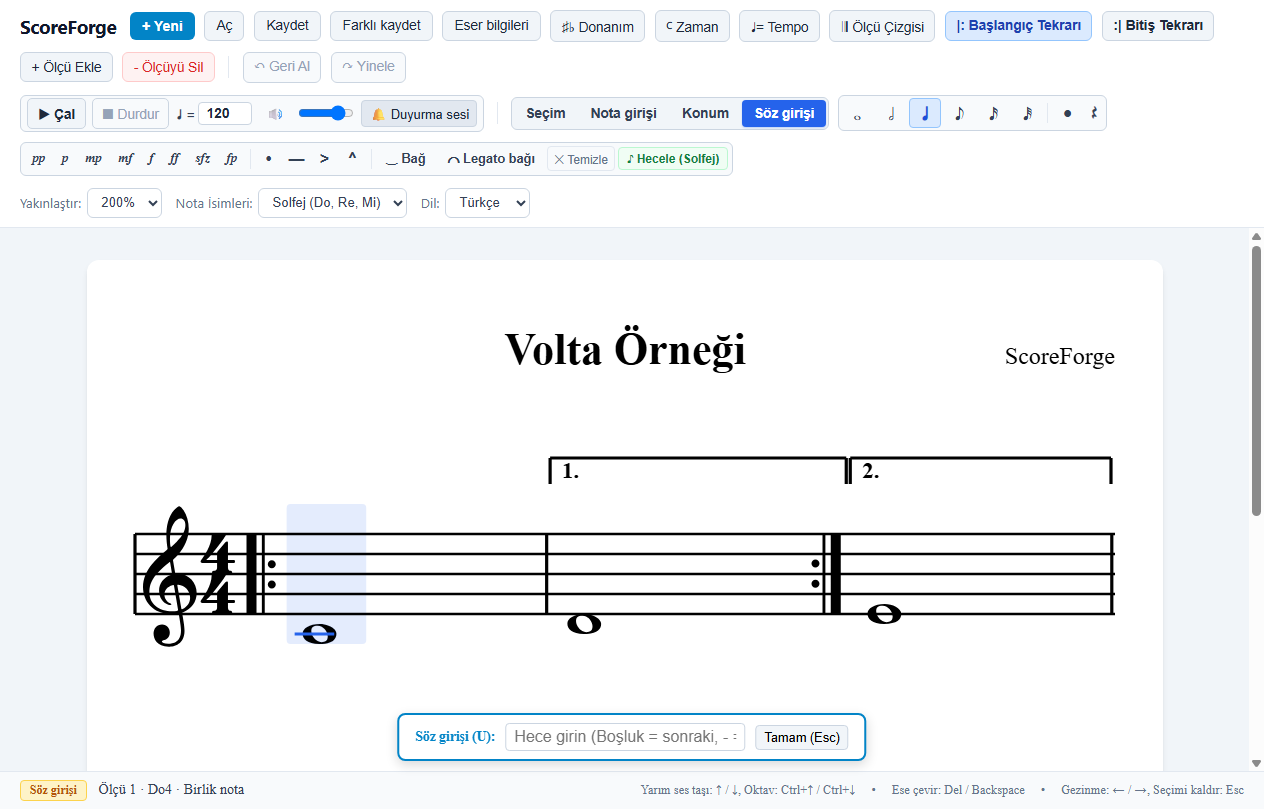 ScoreForge + Yeni Aç Kaydet Farklı kaydet Eser bilgileri ♯♭ Donanım C Zaman ♩= Tempo Ölçü Çizgisi |: Başlangıç Tekrarı :| Bitiş Tekrarı
+ Ölçü Ekle - Ölçüyü Sil ↶ Geri Al ↷ Yinele
▶ Çal ■ Durdur ♩ = 120 🔊 🔔 Duyurma sesi Seçim Nota girişi Konum Söz girişi
pp p mp mf f ff sfz fp • — > ^ Bağ Legato bağı Temizle ♪ Hecele (Solfej)
Yakınlaştır: 200% Nota İsimleri: Solfej (Do, Re, Mi) Dil: Türkçe
Volta Örneği
ScoreForge
1. 2.
4
4
Söz girişi (U): Hece girin (Boşluk = sonraki, - = Tamam (Esc)
Söz girişi Ölçü 1 · Do4 · Birlik nota Yarım ses taşı: ↑ / ↓, Oktav: Ctrl+↑ / Ctrl+↓ • Ese çevir: Del / Backspace • Gezinme: ← / →, Seçimi kaldır: Esc